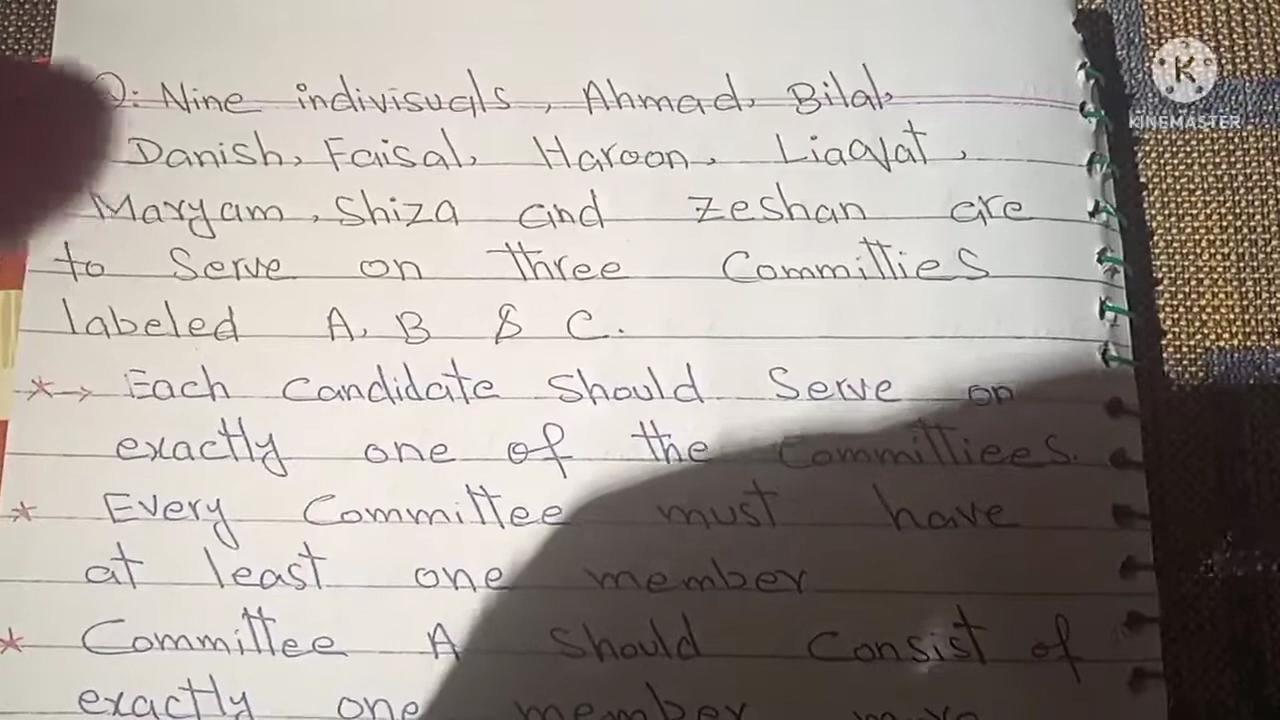 Q: Nine indivisuals, Ahmad, Bilal,
Danish, Faisal, Haroon, Liaqat,
Maryam, Shiza and Zeshan are
to Serve on three Committies
labeled A, B & C.
→ Each Candidate Should Serve on
exactly one of the Committiees.
Every Committee must have
at least one member
Committee A Should Consist of
exactly one member more
K
KINEMASTER